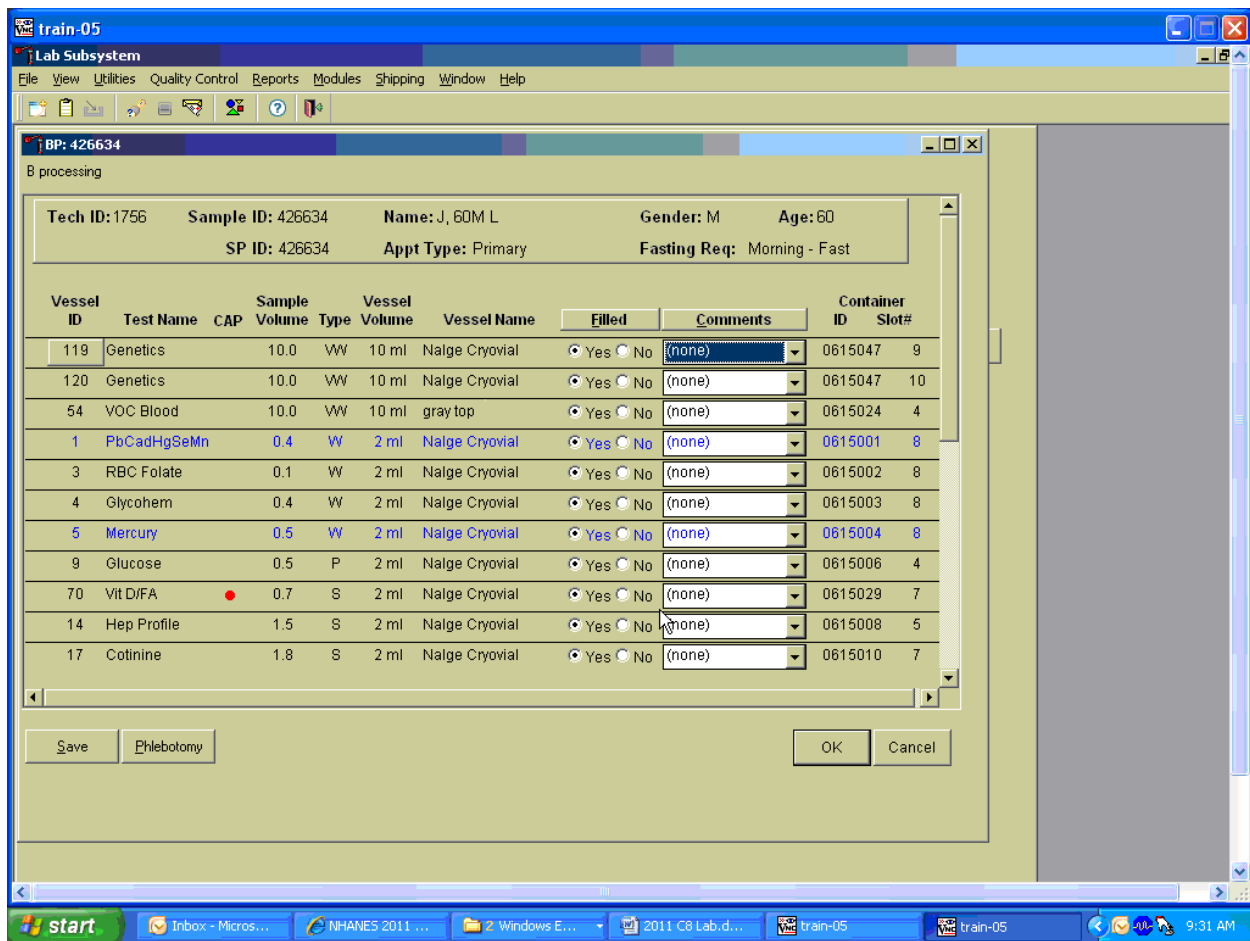 train-05
Lab Subsystem
File View Utilities Quality Control Reports Modules Shipping Window Help
BP: 426634
B processing
Tech ID: 1756 Sample ID: 426634 Name: J, 60M L Gender: M Age: 60
SP ID: 426634 Appt Type: Primary Fasting Req: Morning - Fast
Vessel Sample Vessel Container
ID Test Name CAP Volume Type Volume Vessel Name Filled Comments ID Slot#
119 Genetics 10.0 VW 10 ml Nalge Cryovial Yes No (none) 0615047 9
120 Genetics 10.0 VW 10 ml Nalge Cryovial Yes No (none) 0615047 10
54 VOC Blood 10.0 VW 10 ml gray top Yes No (none) 0615024 4
1 PbCadHgSeMn 0.4 W 2 ml Nalge Cryovial Yes No (none) 0615001 8
3 RBC Folate 0.1 W 2 ml Nalge Cryovial Yes No (none) 0615002 8
4 Glycohem 0.4 W 2 ml Nalge Cryovial Yes No (none) 0615003 8
5 Mercury 0.5 W 2 ml Nalge Cryovial Yes No (none) 0615004 8
9 Glucose 0.5 P 2 ml Nalge Cryovial Yes No (none) 0615006 4
70 Vit D/FA 0.7 S 2 ml Nalge Cryovial Yes No (none) 0615029 7
14 Hep Profile 1.5 S 2 ml Nalge Cryovial Yes No (none) 0615008 5
17 Cotinine 1.8 S 2 ml Nalge Cryovial Yes No (none) 0615010 7
Save Phlebotomy OK Cancel
start Inbox - Micros... NHANES 2011 ... 2 Windows E... 2011 C8 Lab.d... train-05 train-05 9:31 AM